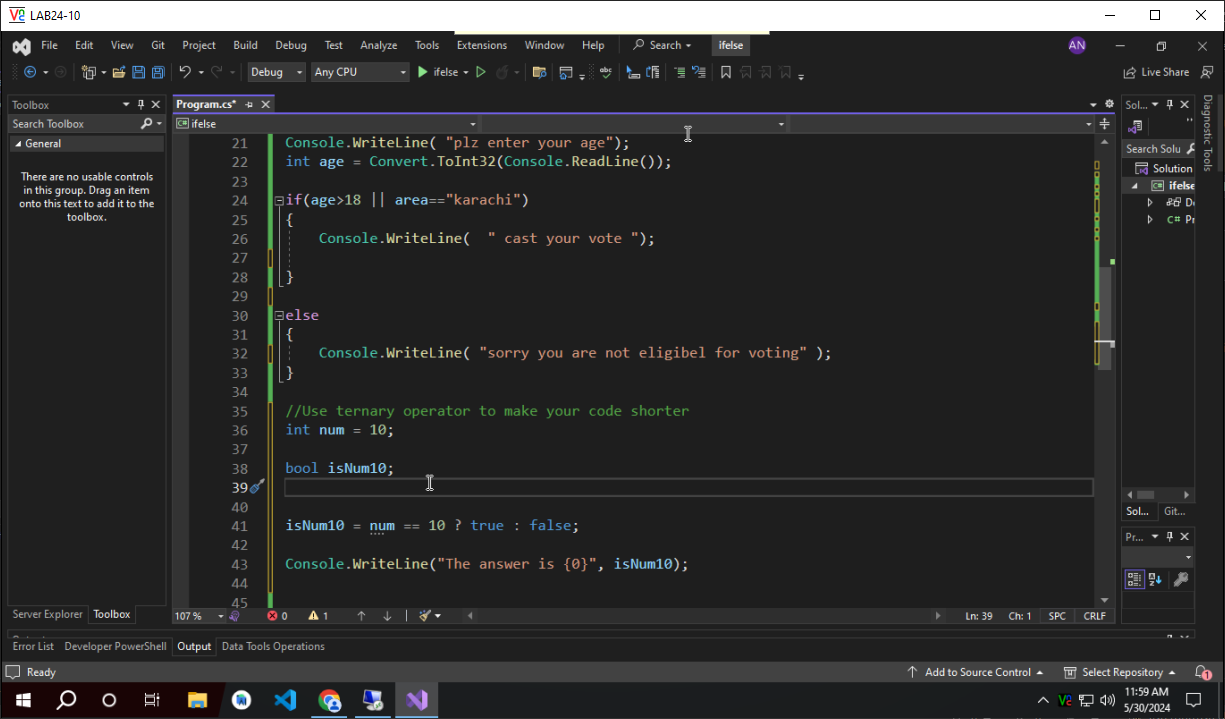 LAB24-10
File Edit View Git Project Build Debug Test Analyze Tools Extensions Window Help Search ifelse AN
Debug Any CPU ifelse Live Share
Toolbox
Search Toolbox
General
There are no usable controls
in this group. Drag an item
onto this text to add it to the
toolbox.
Server Explorer Toolbox
Program.cs*
ifelse
21 Console.WriteLine( "plz enter your age");
22 int age = Convert.ToInt32(Console.ReadLine());
23
24 if(age>18 || area=="karachi")
25 {
26 Console.WriteLine( " cast your vote ");
27
28 }
29
30 else
31 {
32 Console.WriteLine( "sorry you are not eligibel for voting" );
33 }
34
35 //Use ternary operator to make your code shorter
36 int num = 10;
37
38 bool isNum10;
39
40
41 isNum10 = num == 10 ? true : false;
42
43 Console.WriteLine("The answer is {0}", isNum10);
44
45
107 % 0 1 Ln: 39 Ch: 1 SPC CRLF
Sol...
Search Solu
Solution
ifelse
Sol... Git...
Pr...
Diagnostic Tools
Error List Developer PowerShell Output Data Tools Operations
Ready Add to Source Control Select Repository 1
11:59 AM
5/30/2024